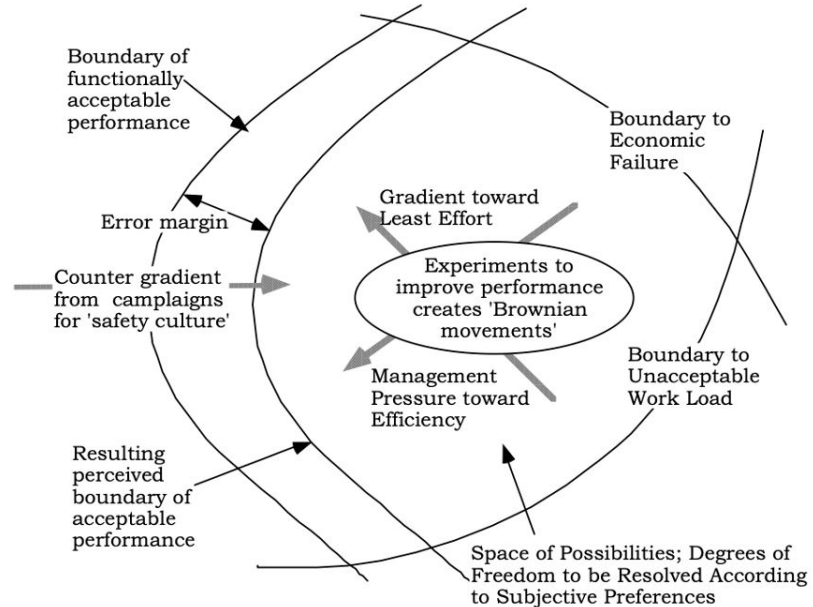 Boundary of
functionally
acceptable
performance
Boundary to
Economic
Failure
Gradient toward
Least Effort
Error margin
Experiments to
improve performance
creates 'Brownian
movements'
Counter gradient
from camplaigns
for 'safety culture'
Boundary to
Unacceptable
Work Load
Management
Pressure toward
Efficiency
Resulting
perceived
boundary of
acceptable
performance
Space of Possibilities; Degrees of
Freedom to be Resolved According
to Subjective Preferences